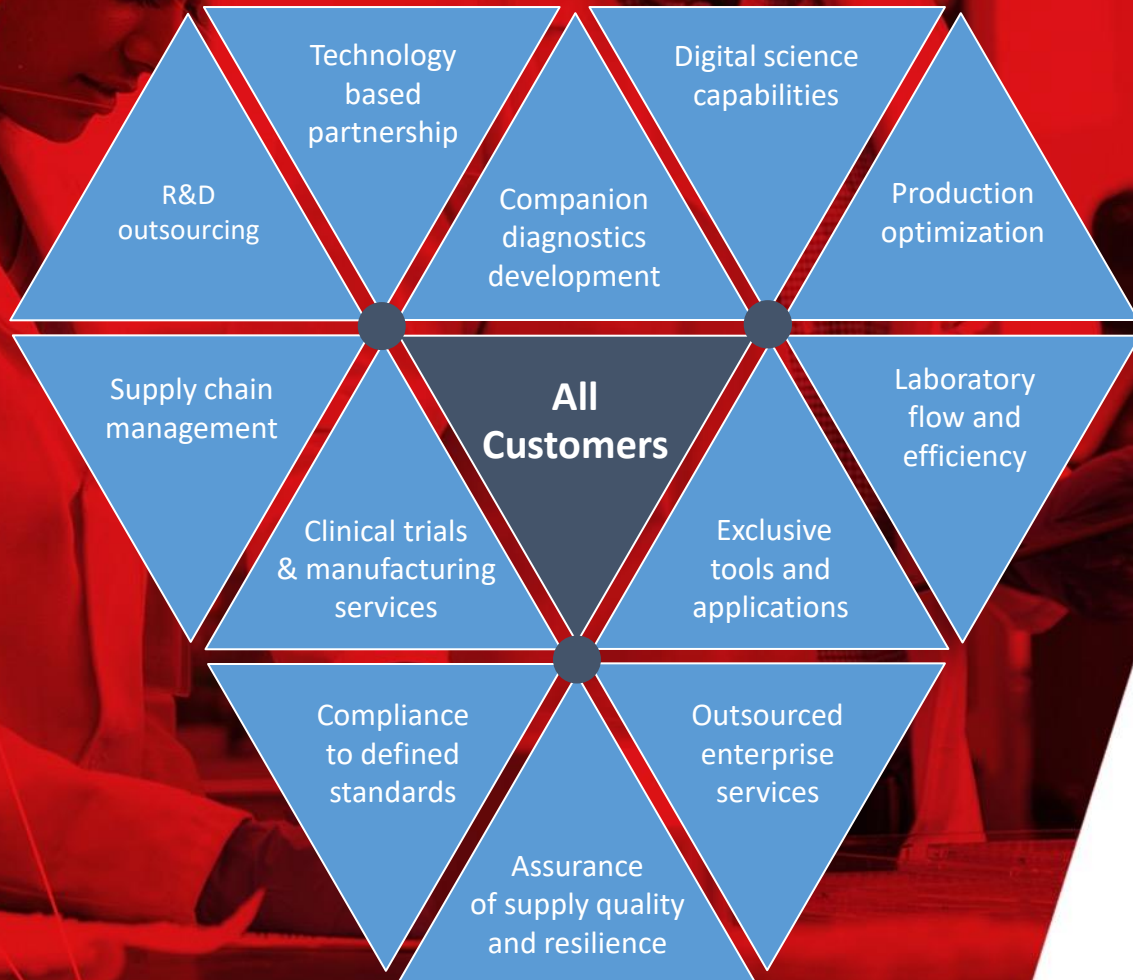 Technology
based
partnership
Digital science
capabilities
R&D
outsourcing
Companion
diagnostics
development
Production
optimization
Supply chain
management
All
Customers
Laboratory
flow and
efficiency
Clinical trials
& manufacturing
services
Exclusive
tools and
applications
Compliance
to defined
standards
Outsourced
enterprise
services
Assurance
of supply quality
and resilience